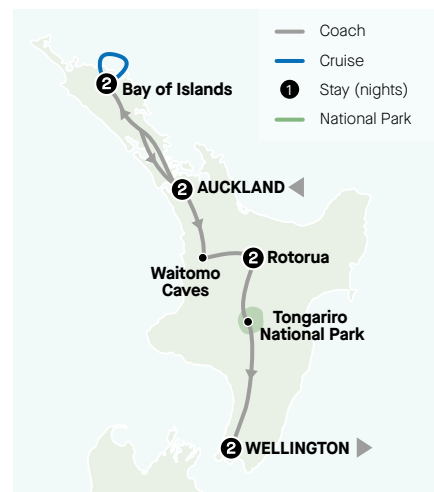 Coach
Cruise
1 Stay (nights)
National Park
2 Bay of Islands
2 AUCKLAND
Waitomo
Caves
2 Rotorua
Tongariro
National Park
2 WELLINGTON